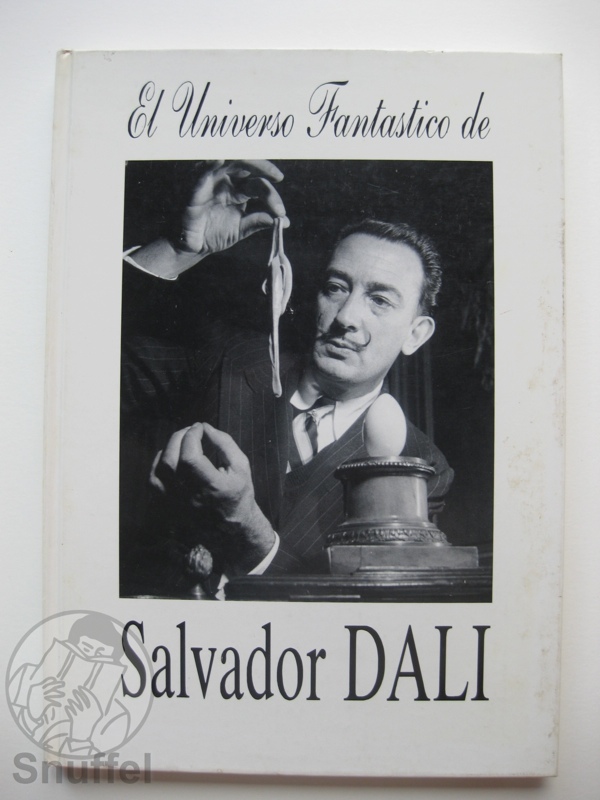 El Universo Fantastico de
Salvador DALI
Snuffel